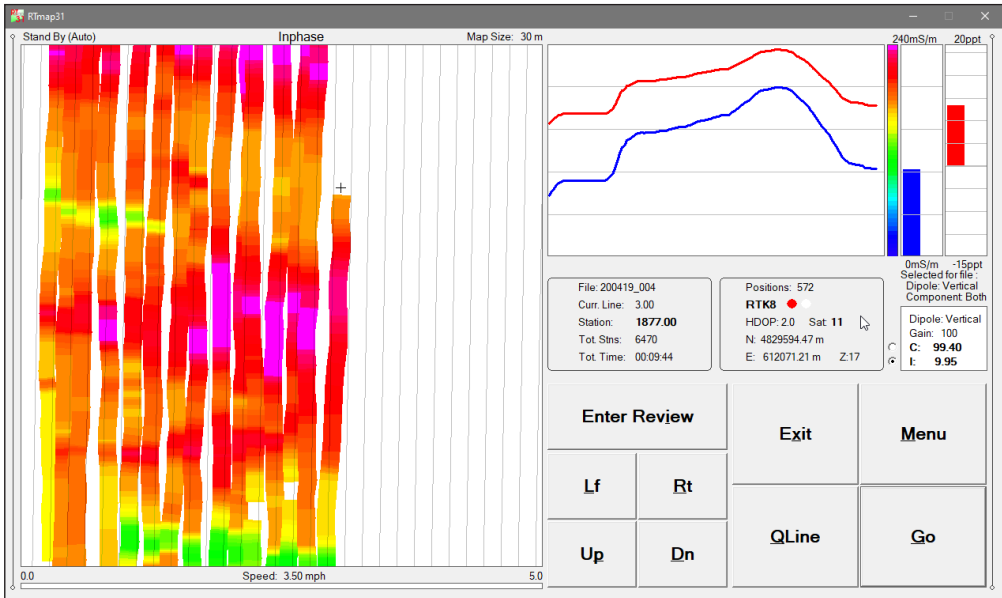 RTmap31
Stand By (Auto) Inphase Map Size: 30 m
240mS/m 20ppt
0mS/m -15ppt
Selected for file :
Dipole: Vertical
Component: Both
File: 200419_004
Curr. Line: 3.00
Station: 1877.00
Tot. Stns: 6470
Tot. Time: 00:09:44
Positions: 572
RTK8
HDOP: 2.0 Sat: 11
N: 4829594.47 m
E: 612071.21 m Z:17
Dipole: Vertical
Gain: 100
C: 99.40
I: 9.95
Enter Review
Exit
Menu
Lf
Rt
Up
Dn
QLine
Go
0.0 Speed: 3.50 mph 5.0